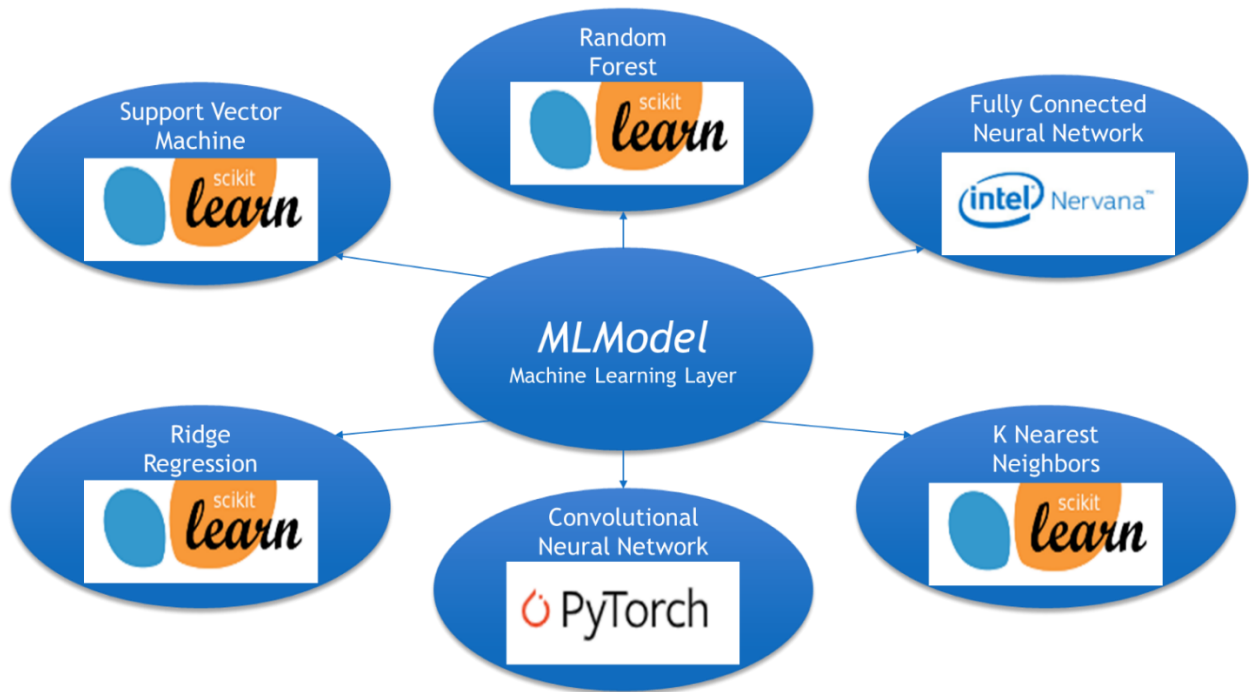 Random
Forest
scikit
learn
Support Vector
Machine
scikit
learn
Fully Connected
Neural Network
intel Nervana™
MLModel
Machine Learning Layer
Ridge
Regression
scikit
learn
Convolutional
Neural Network
PyTorch
K Nearest
Neighbors
scikit
learn